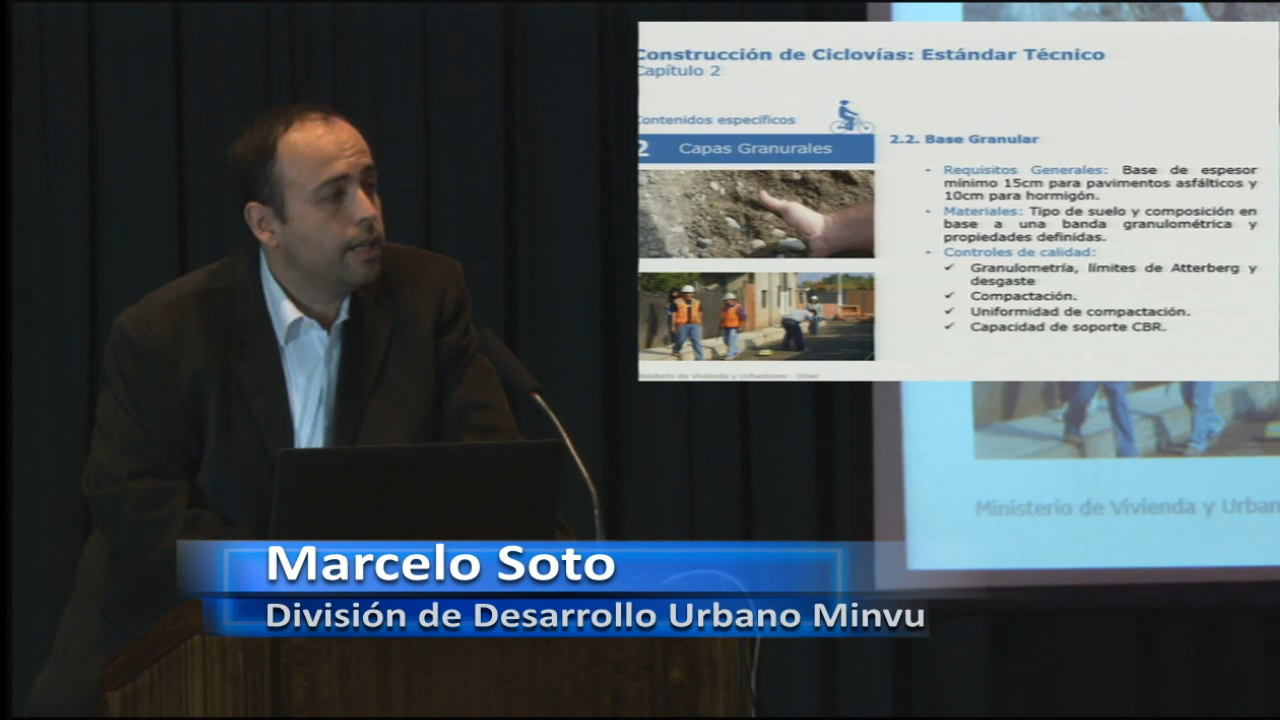 Construcción de Ciclovías: Estándar Técnico
Capítulo 2
Contenidos específicos
2 Capas Granurales
2.2. Base Granular
- Requisitos Generales: Base de espesor
mínimo 15cm para pavimentos asfálticos y
10cm para hormigón.
- Materiales: Tipo de suelo y composición en
base a una banda granulométrica y
propiedades definidas.
- Controles de calidad:
✓ Granulometría, límites de Atterberg y
desgaste
✓ Compactación.
✓ Uniformidad de compactación.
✓ Capacidad de soporte CBR.
Ministerio de Vivienda y Urbanismo - Ditec
Ministerio de Vivienda y Urban
Marcelo Soto
División de Desarrollo Urbano Minvu